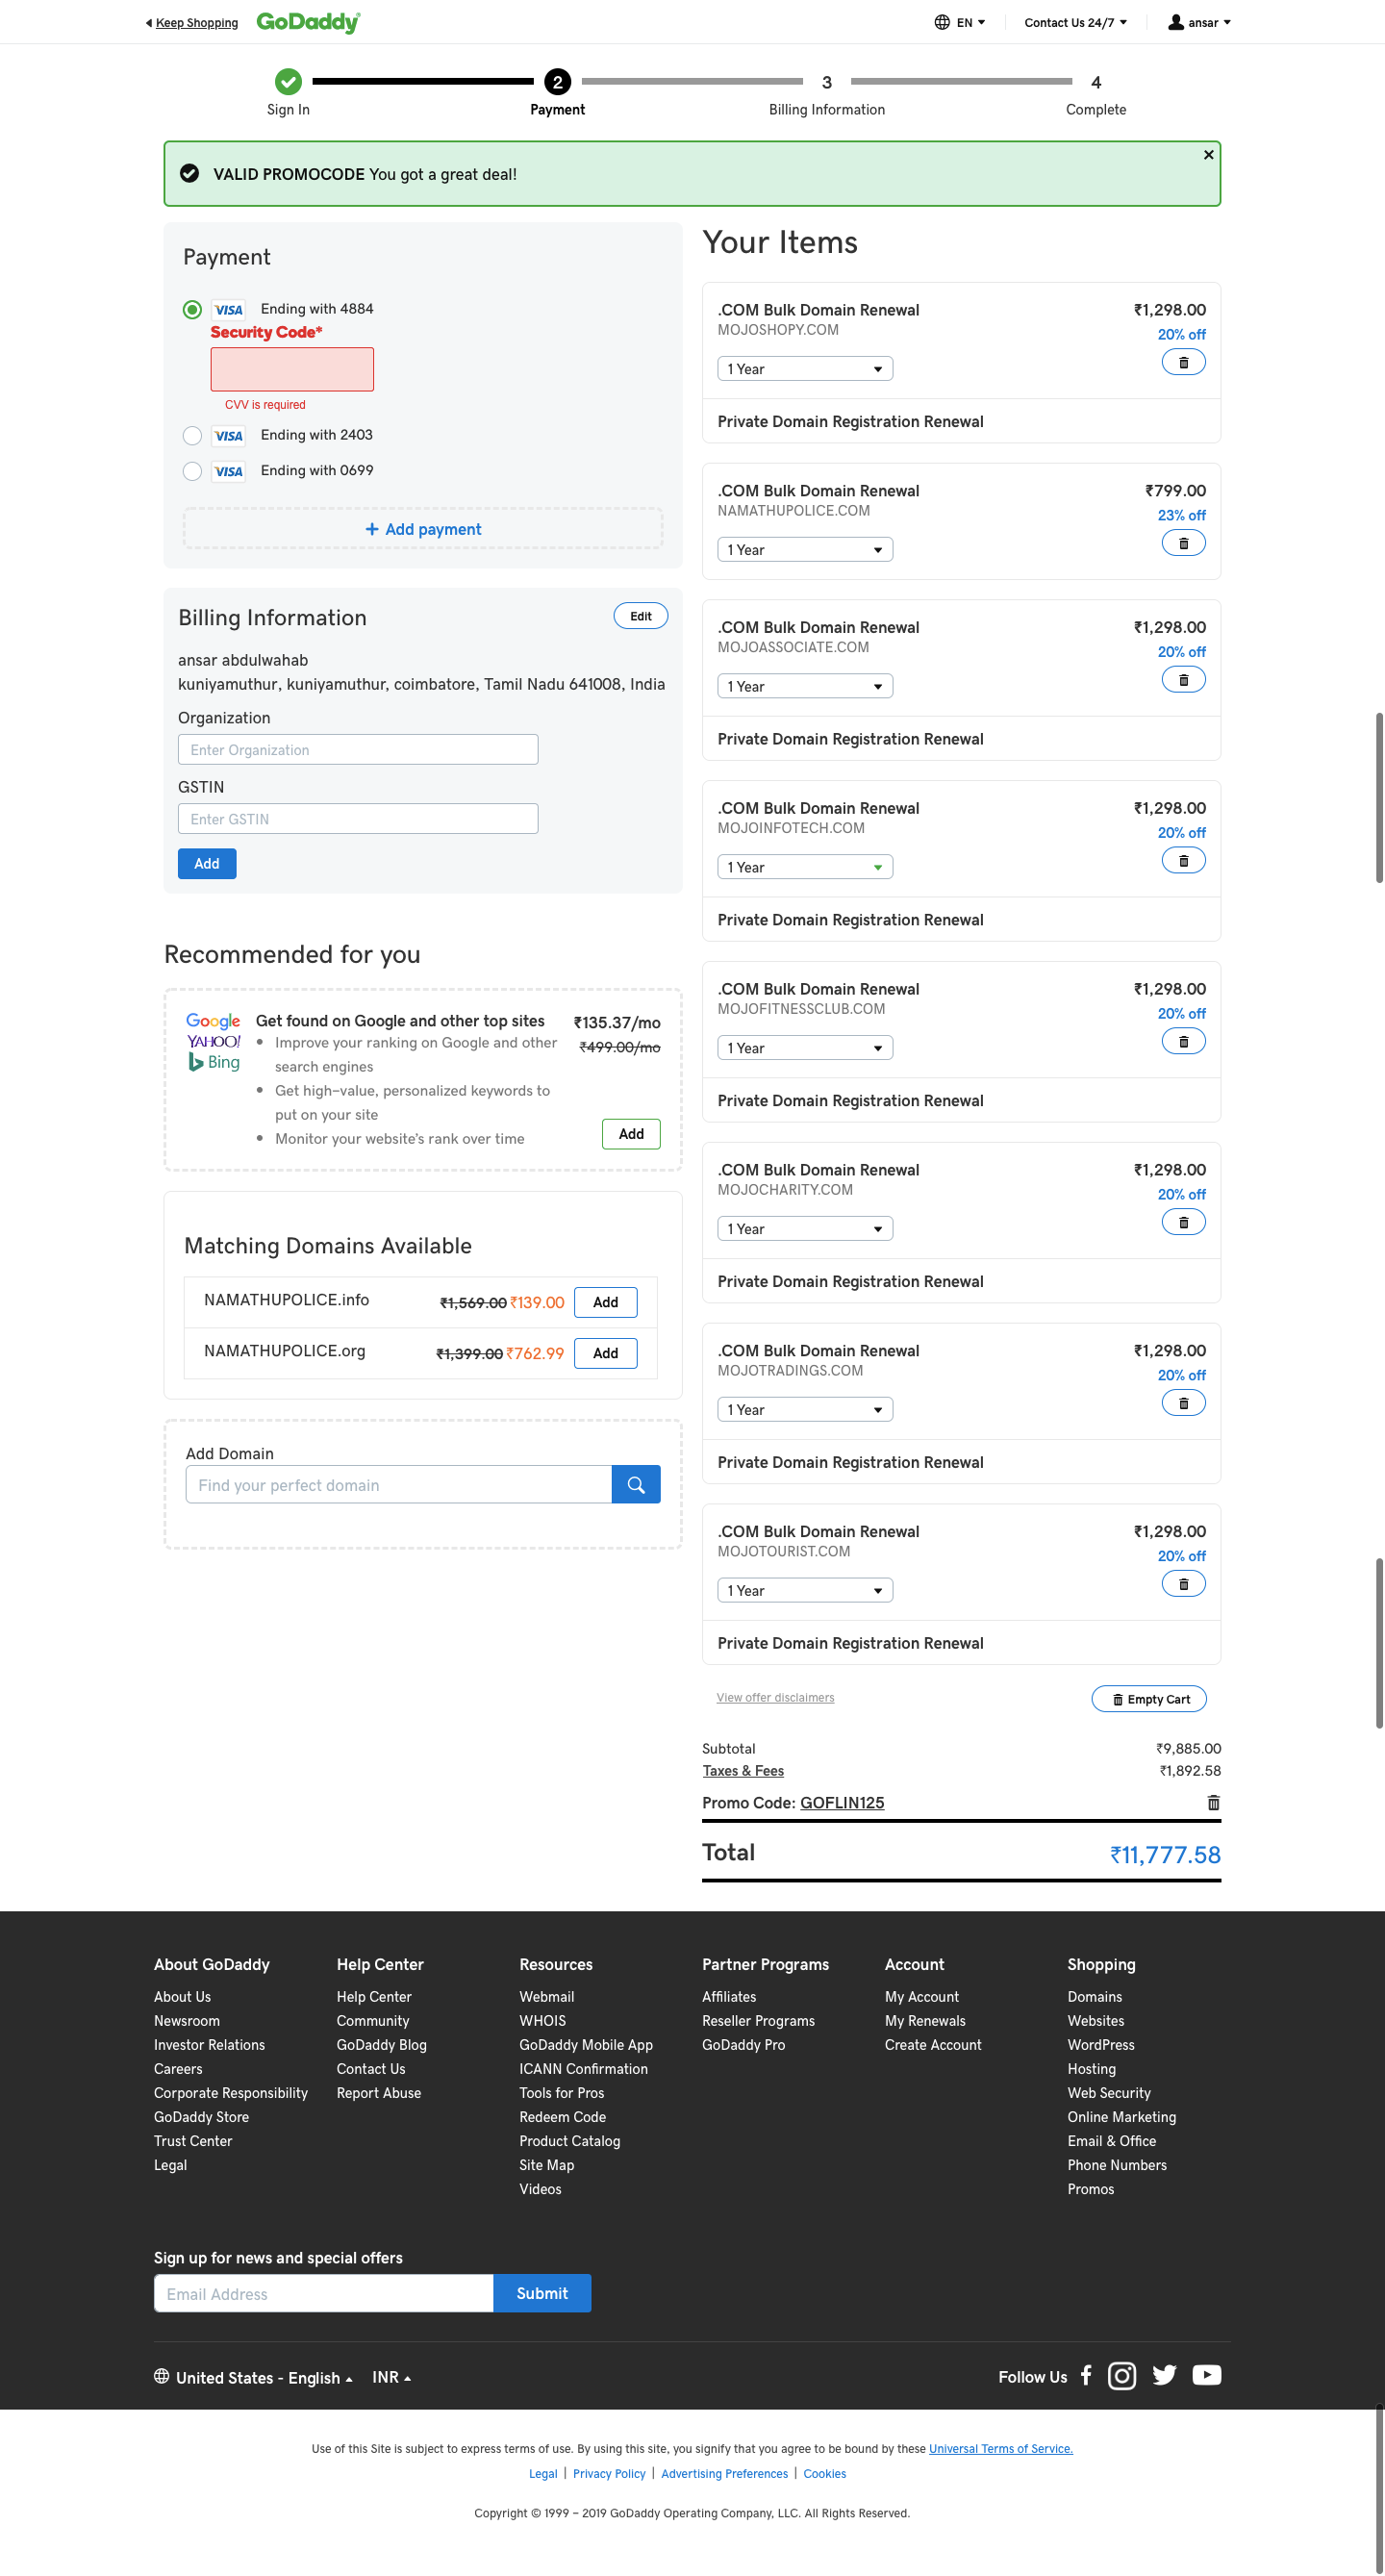 Keep Shopping
GoDaddy
EN
Contact Us 24/7
ansar
2
3
4
Sign In
Payment
Billing Information
Complete
VALID PROMOCODE You got a great deal!
Payment
VISA Ending with 4884
Security Code*
CVV is required
VISA Ending with 2403
VISA Ending with 0699
+ Add payment
Billing Information
Edit
ansar abdulwahab
kuniyamuthur, kuniyamuthur, coimbatore, Tamil Nadu 641008, India
Organization
Enter Organization
GSTIN
Enter GSTIN
Add
Recommended for you
Google
YAHOO!
Bing
Get found on Google and other top sites
• Improve your ranking on Google and other
search engines
• Get high-value, personalized keywords to
put on your site
• Monitor your website's rank over time
₹135.37/mo
₹499.00/mo
Add
Matching Domains Available
NAMATHUPOLICE.info ₹1,569.00 ₹139.00 Add
NAMATHUPOLICE.org ₹1,399.00 ₹762.99 Add
Add Domain
Find your perfect domain
Your Items
.COM Bulk Domain Renewal ₹1,298.00
MOJOSHOPY.COM 20% off
1 Year
Private Domain Registration Renewal
.COM Bulk Domain Renewal ₹799.00
NAMATHUPOLICE.COM 23% off
1 Year
.COM Bulk Domain Renewal ₹1,298.00
MOJOASSOCIATE.COM 20% off
1 Year
Private Domain Registration Renewal
.COM Bulk Domain Renewal ₹1,298.00
MOJOINFOTECH.COM 20% off
1 Year
Private Domain Registration Renewal
.COM Bulk Domain Renewal ₹1,298.00
MOJOFITNESSCLUB.COM 20% off
1 Year
Private Domain Registration Renewal
.COM Bulk Domain Renewal ₹1,298.00
MOJOCHARITY.COM 20% off
1 Year
Private Domain Registration Renewal
.COM Bulk Domain Renewal ₹1,298.00
MOJOTRADINGS.COM 20% off
1 Year
Private Domain Registration Renewal
.COM Bulk Domain Renewal ₹1,298.00
MOJOTOURIST.COM 20% off
1 Year
Private Domain Registration Renewal
View offer disclaimers
Empty Cart
Subtotal ₹9,885.00
Taxes & Fees ₹1,892.58
Promo Code: GOFLIN125
Total ₹11,777.58
About GoDaddy
About Us
Newsroom
Investor Relations
Careers
Corporate Responsibility
GoDaddy Store
Trust Center
Legal
Help Center
Help Center
Community
GoDaddy Blog
Contact Us
Report Abuse
Resources
Webmail
WHOIS
GoDaddy Mobile App
ICANN Confirmation
Tools for Pros
Redeem Code
Product Catalog
Site Map
Videos
Partner Programs
Affiliates
Reseller Programs
GoDaddy Pro
Account
My Account
My Renewals
Create Account
Shopping
Domains
Websites
WordPress
Hosting
Web Security
Online Marketing
Email & Office
Phone Numbers
Promos
Sign up for news and special offers
Email Address
Submit
United States - English
INR
Follow Us
Use of this Site is subject to express terms of use. By using this site, you signify that you agree to be bound by these Universal Terms of Service.
Legal | Privacy Policy | Advertising Preferences | Cookies
Copyright © 1999 – 2019 GoDaddy Operating Company, LLC. All Rights Reserved.